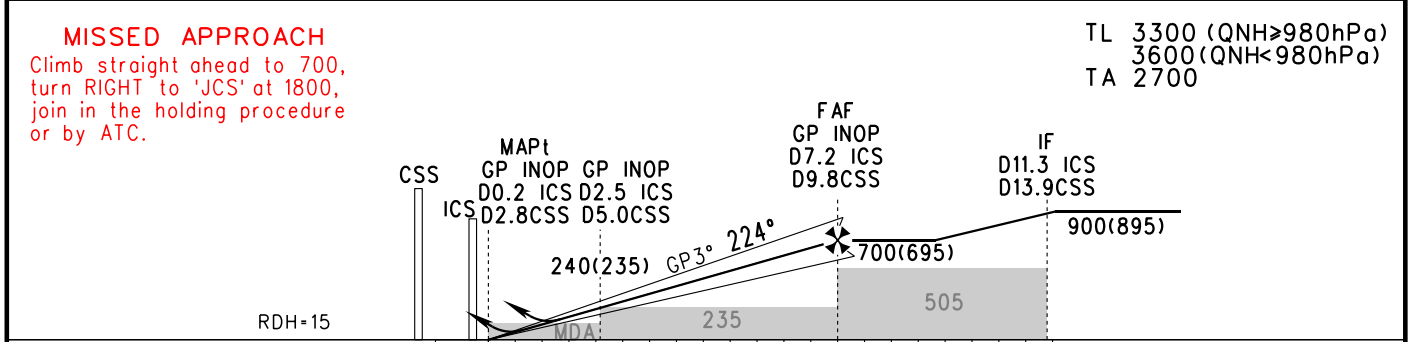 MISSED APPROACH
Climb straight ahead to 700,
turn RIGHT to 'JCS' at 1800,
join in the holding procedure
or by ATC.
TL 3300 (QNH≥980hPa)
3600(QNH<980hPa)
TA 2700
FAF
GP INOP
D7.2 ICS
D9.8CSS
IF
D11.3 ICS
D13.9CSS
MAPt
GP INOP
D0.2 ICS
D2.8CSS
GP INOP
D2.5 ICS
D5.0CSS
CSS
ICS
240(235)
GP3° 224°
700(695)
900(895)
505
235
MDA
RDH=15